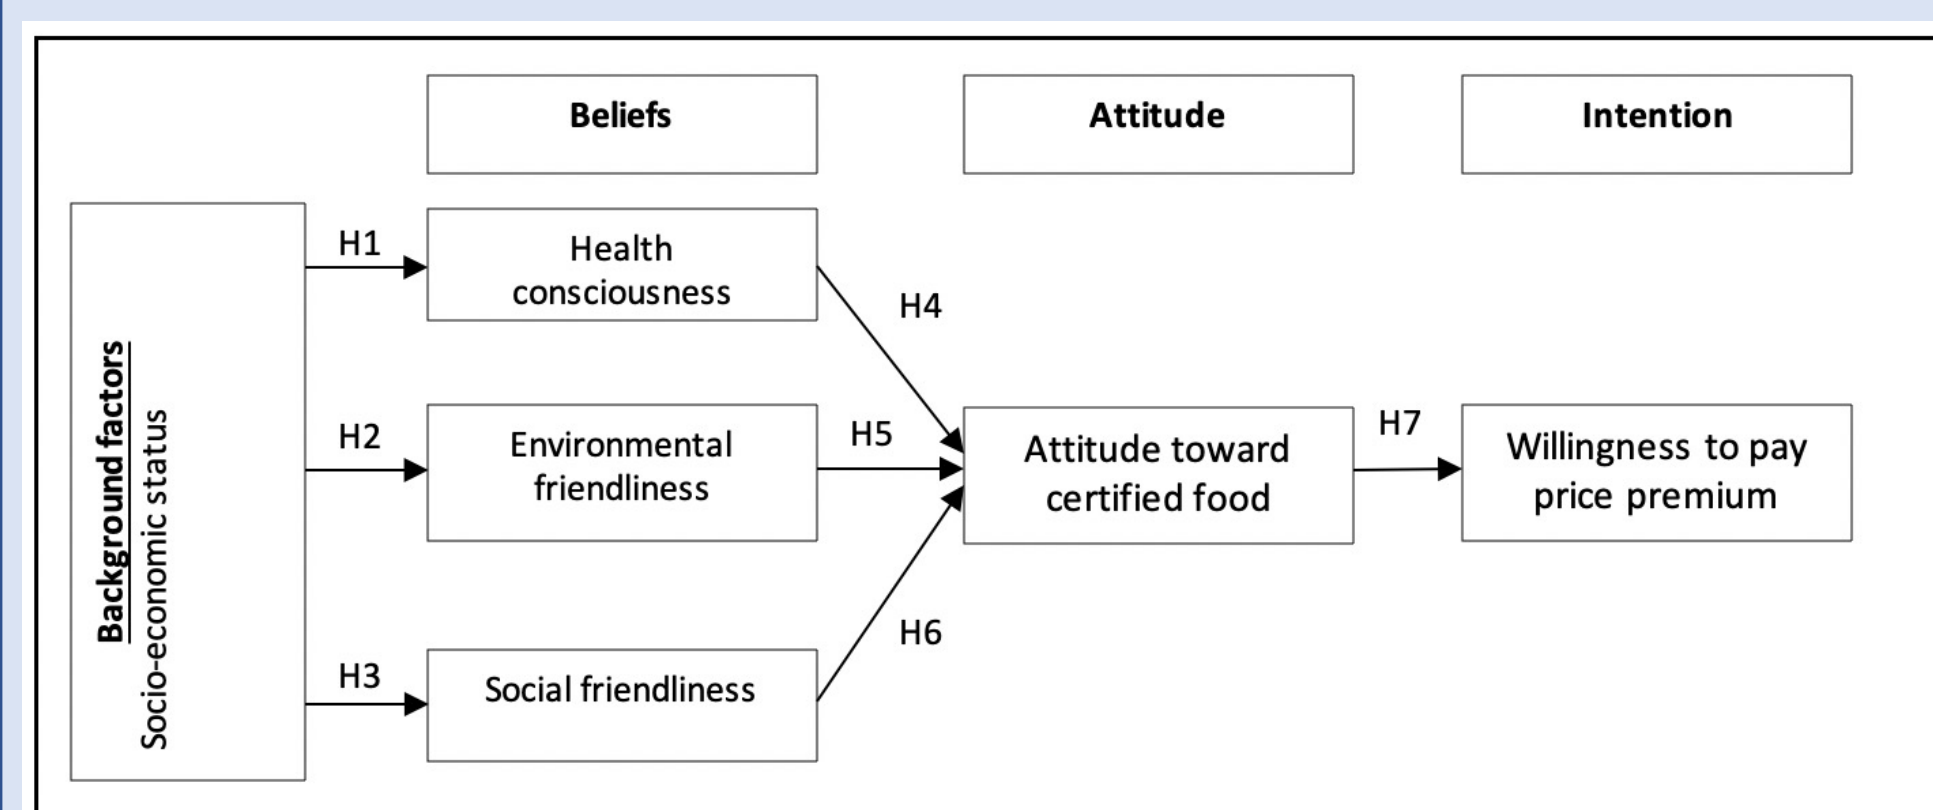 Beliefs
Attitude
Intention
Background factors
Socio-economic status
H1
Health
consciousness
H4
H2
Environmental
friendliness
H5
Attitude toward
certified food
H7
Willingness to pay
price premium
H3
Social friendliness
H6